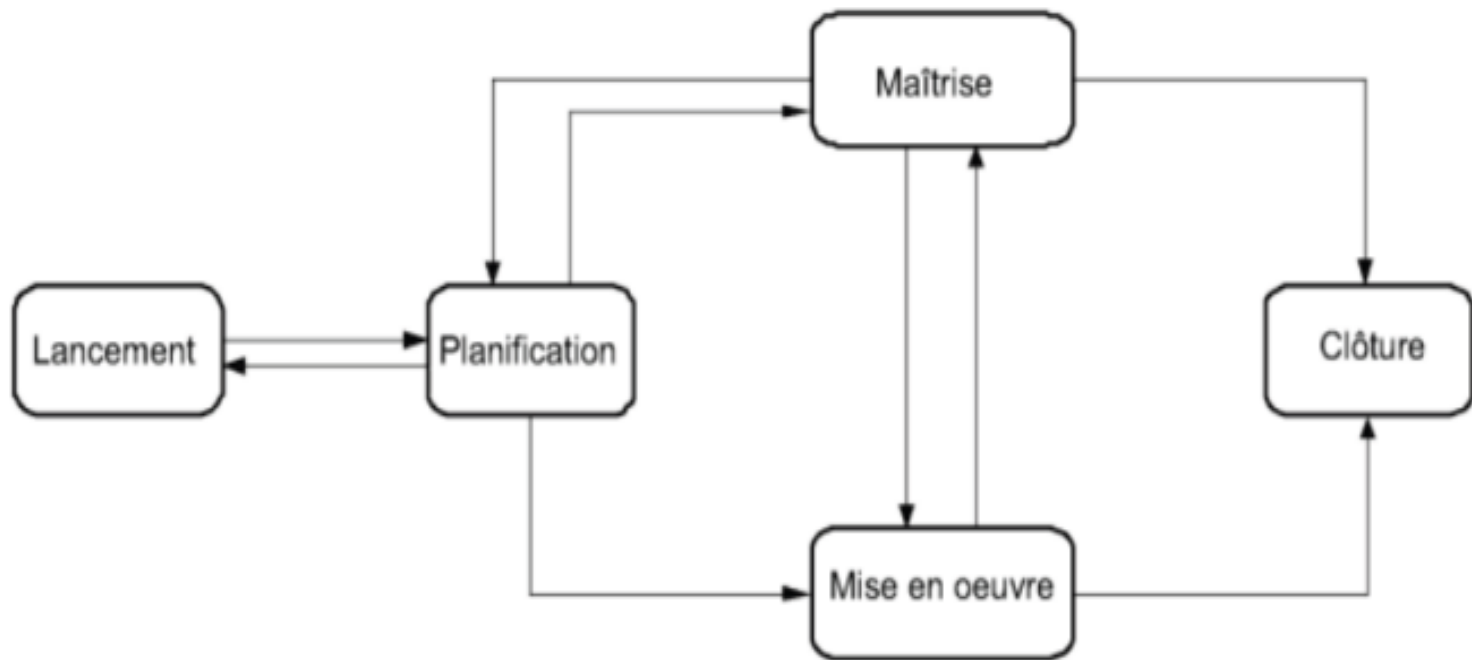 Maîtrise
Lancement
Planification
Clôture
Mise en oeuvre